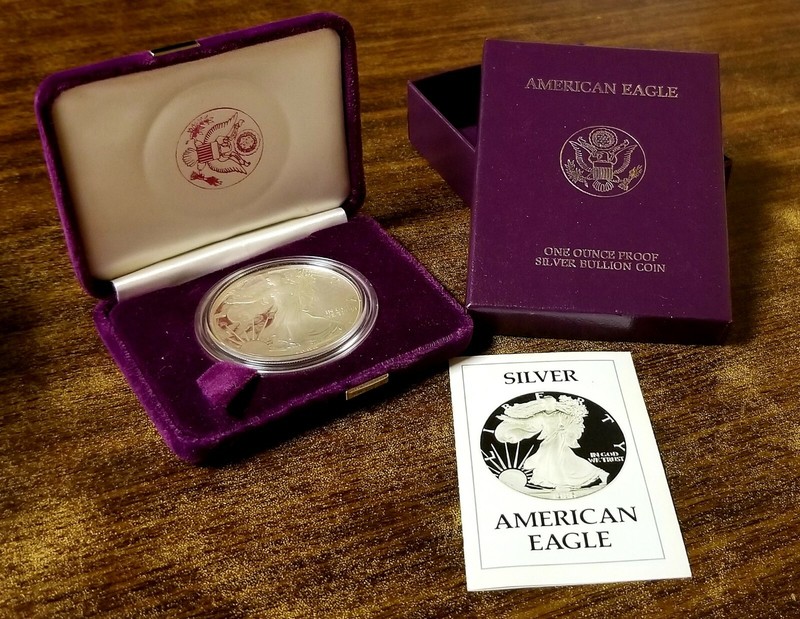 AMERICAN EAGLE
ONE OUNCE PROOF
SILVER BULLION COIN
SILVER
LIBERTY
IN GOD
WE TRUST
AMERICAN
EAGLE